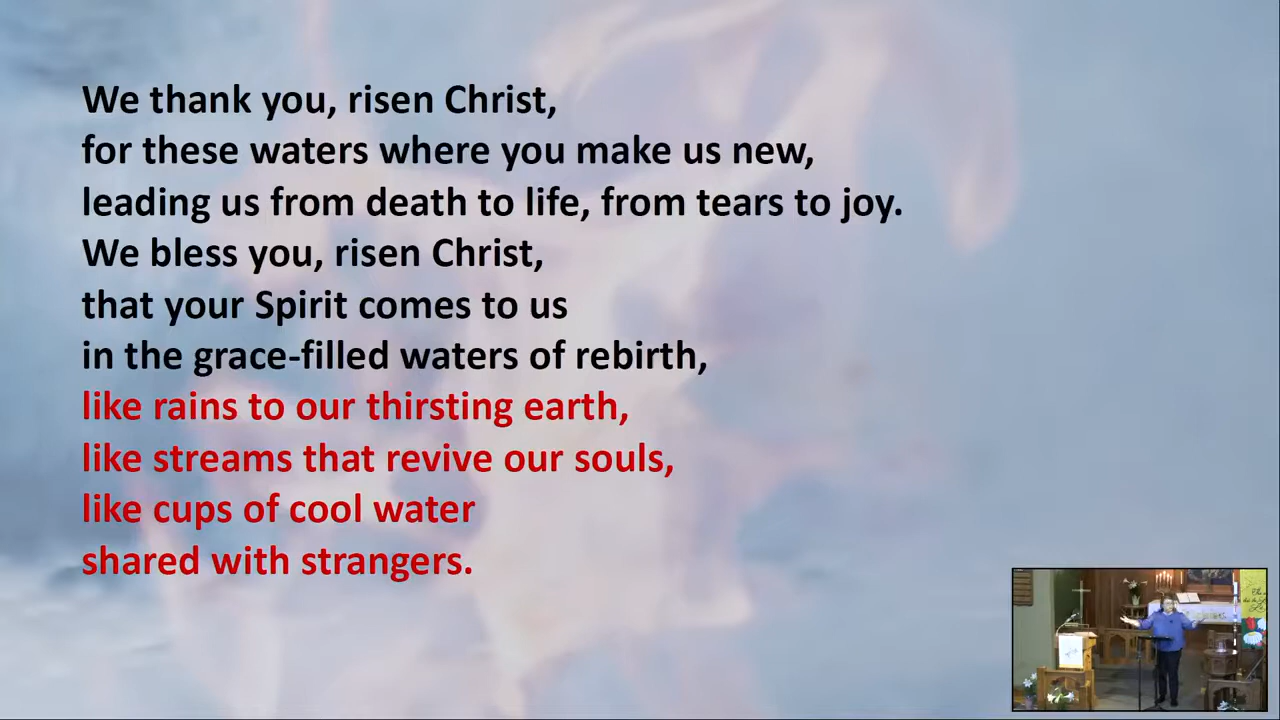 We thank you, risen Christ,
for these waters where you make us new,
leading us from death to life, from tears to joy.
We bless you, risen Christ,
that your Spirit comes to us
in the grace-filled waters of rebirth,
like rains to our thirsting earth,
like streams that revive our souls,
like cups of cool water
shared with strangers.